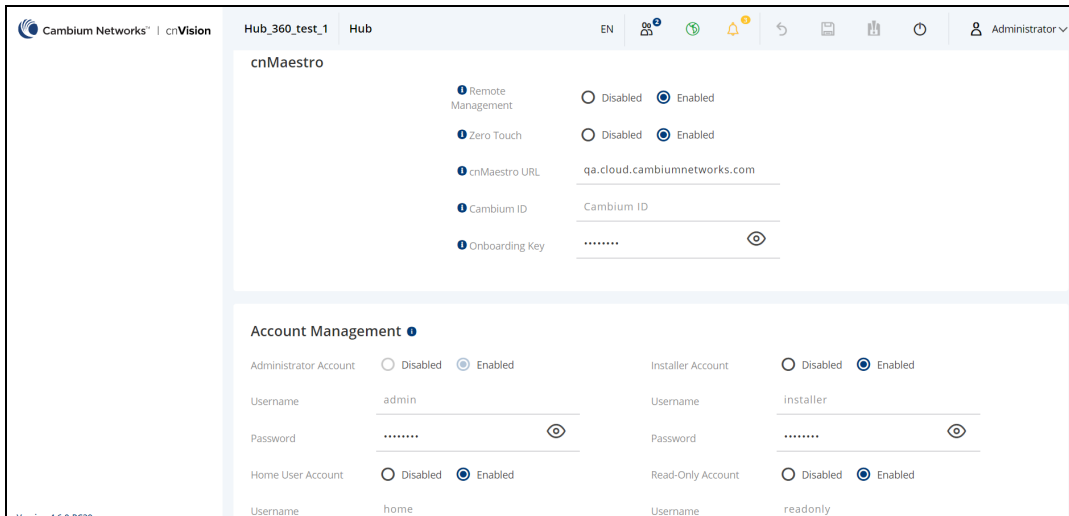 Cambium Networks™ | cnVision Hub_360_test_1 Hub EN 2 3 Administrator
cnMaestro
Remote
Management
Disabled Enabled
Zero Touch Disabled Enabled
cnMaestro URL qa.cloud.cambiumnetworks.com
Cambium ID Cambium ID
Onboarding Key ••••••••
Account Management
Administrator Account Disabled Enabled Installer Account Disabled Enabled
Username admin Username installer
Password •••••••• Password ••••••••
Home User Account Disabled Enabled Read-Only Account Disabled Enabled
Username home Username readonly